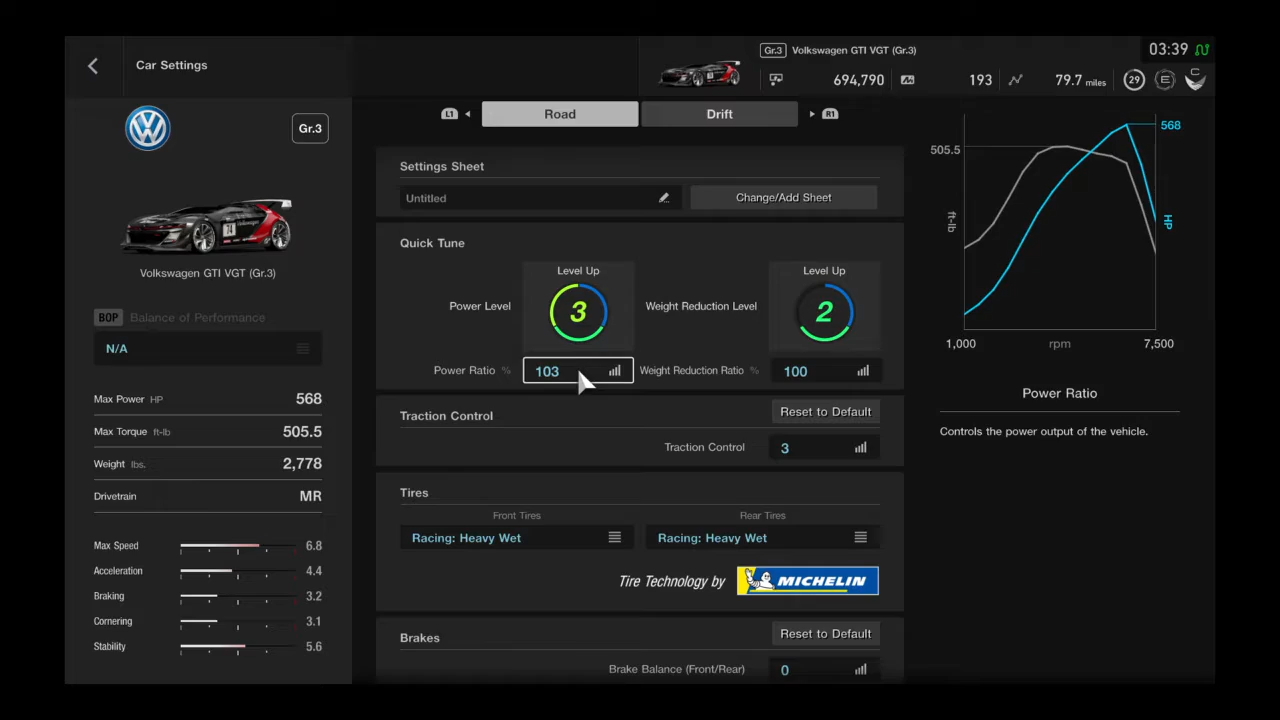 Car Settings
Gr.3 Volkswagen GTI VGT (Gr.3)
03:39
694,790 193 79.7 miles 29 E C
Gr.3
Volkswagen GTI VGT (Gr.3)
BOP Balance of Performance
N/A
Max Power HP 568
Max Torque ft-lb 505.5
Weight lbs. 2,778
Drivetrain MR
Max Speed 6.8
Acceleration 4.4
Braking 3.2
Cornering 3.1
Stability 5.6
L1 Road Drift R1
Settings Sheet
Untitled Change/Add Sheet
Quick Tune
Level Up Level Up
Power Level 3 Weight Reduction Level 2
Power Ratio % 103 Weight Reduction Ratio % 100
Traction Control Reset to Default
Traction Control 3
Tires
Front Tires Rear Tires
Racing: Heavy Wet Racing: Heavy Wet
Tire Technology by MICHELIN
Brakes Reset to Default
Brake Balance (Front/Rear) 0
568
505.5
ft-lb HP
1,000 rpm 7,500
Power Ratio
Controls the power output of the vehicle.